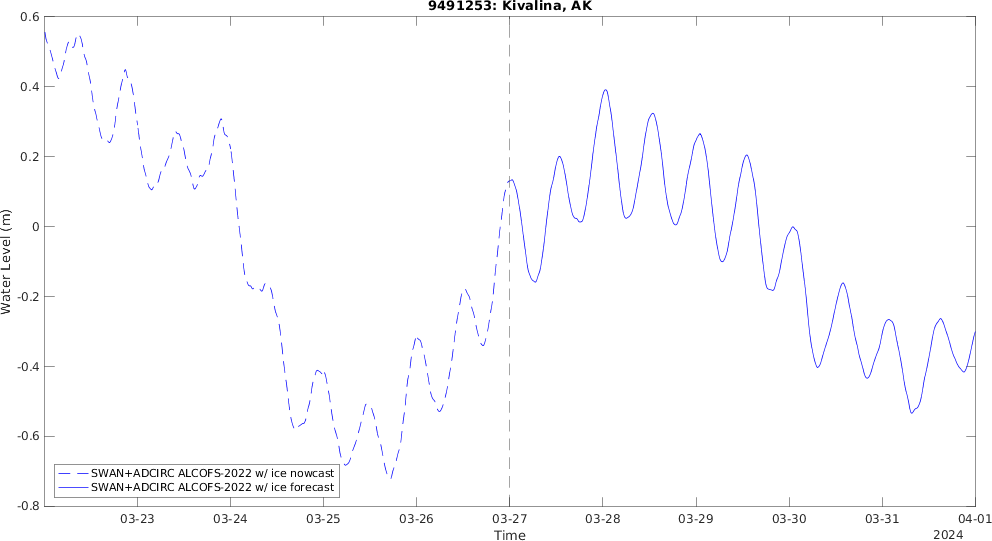 9491253: Kivalina, AK
0.6
0.4
0.2
0
-0.2
-0.4
-0.6
-0.8
Water Level (m)
SWAN+ADCIRC ALCOFS-2022 w/ ice nowcast
SWAN+ADCIRC ALCOFS-2022 w/ ice forecast
03-23 03-24 03-25 03-26 03-27 03-28 03-29 03-30 03-31 04-01
Time
2024